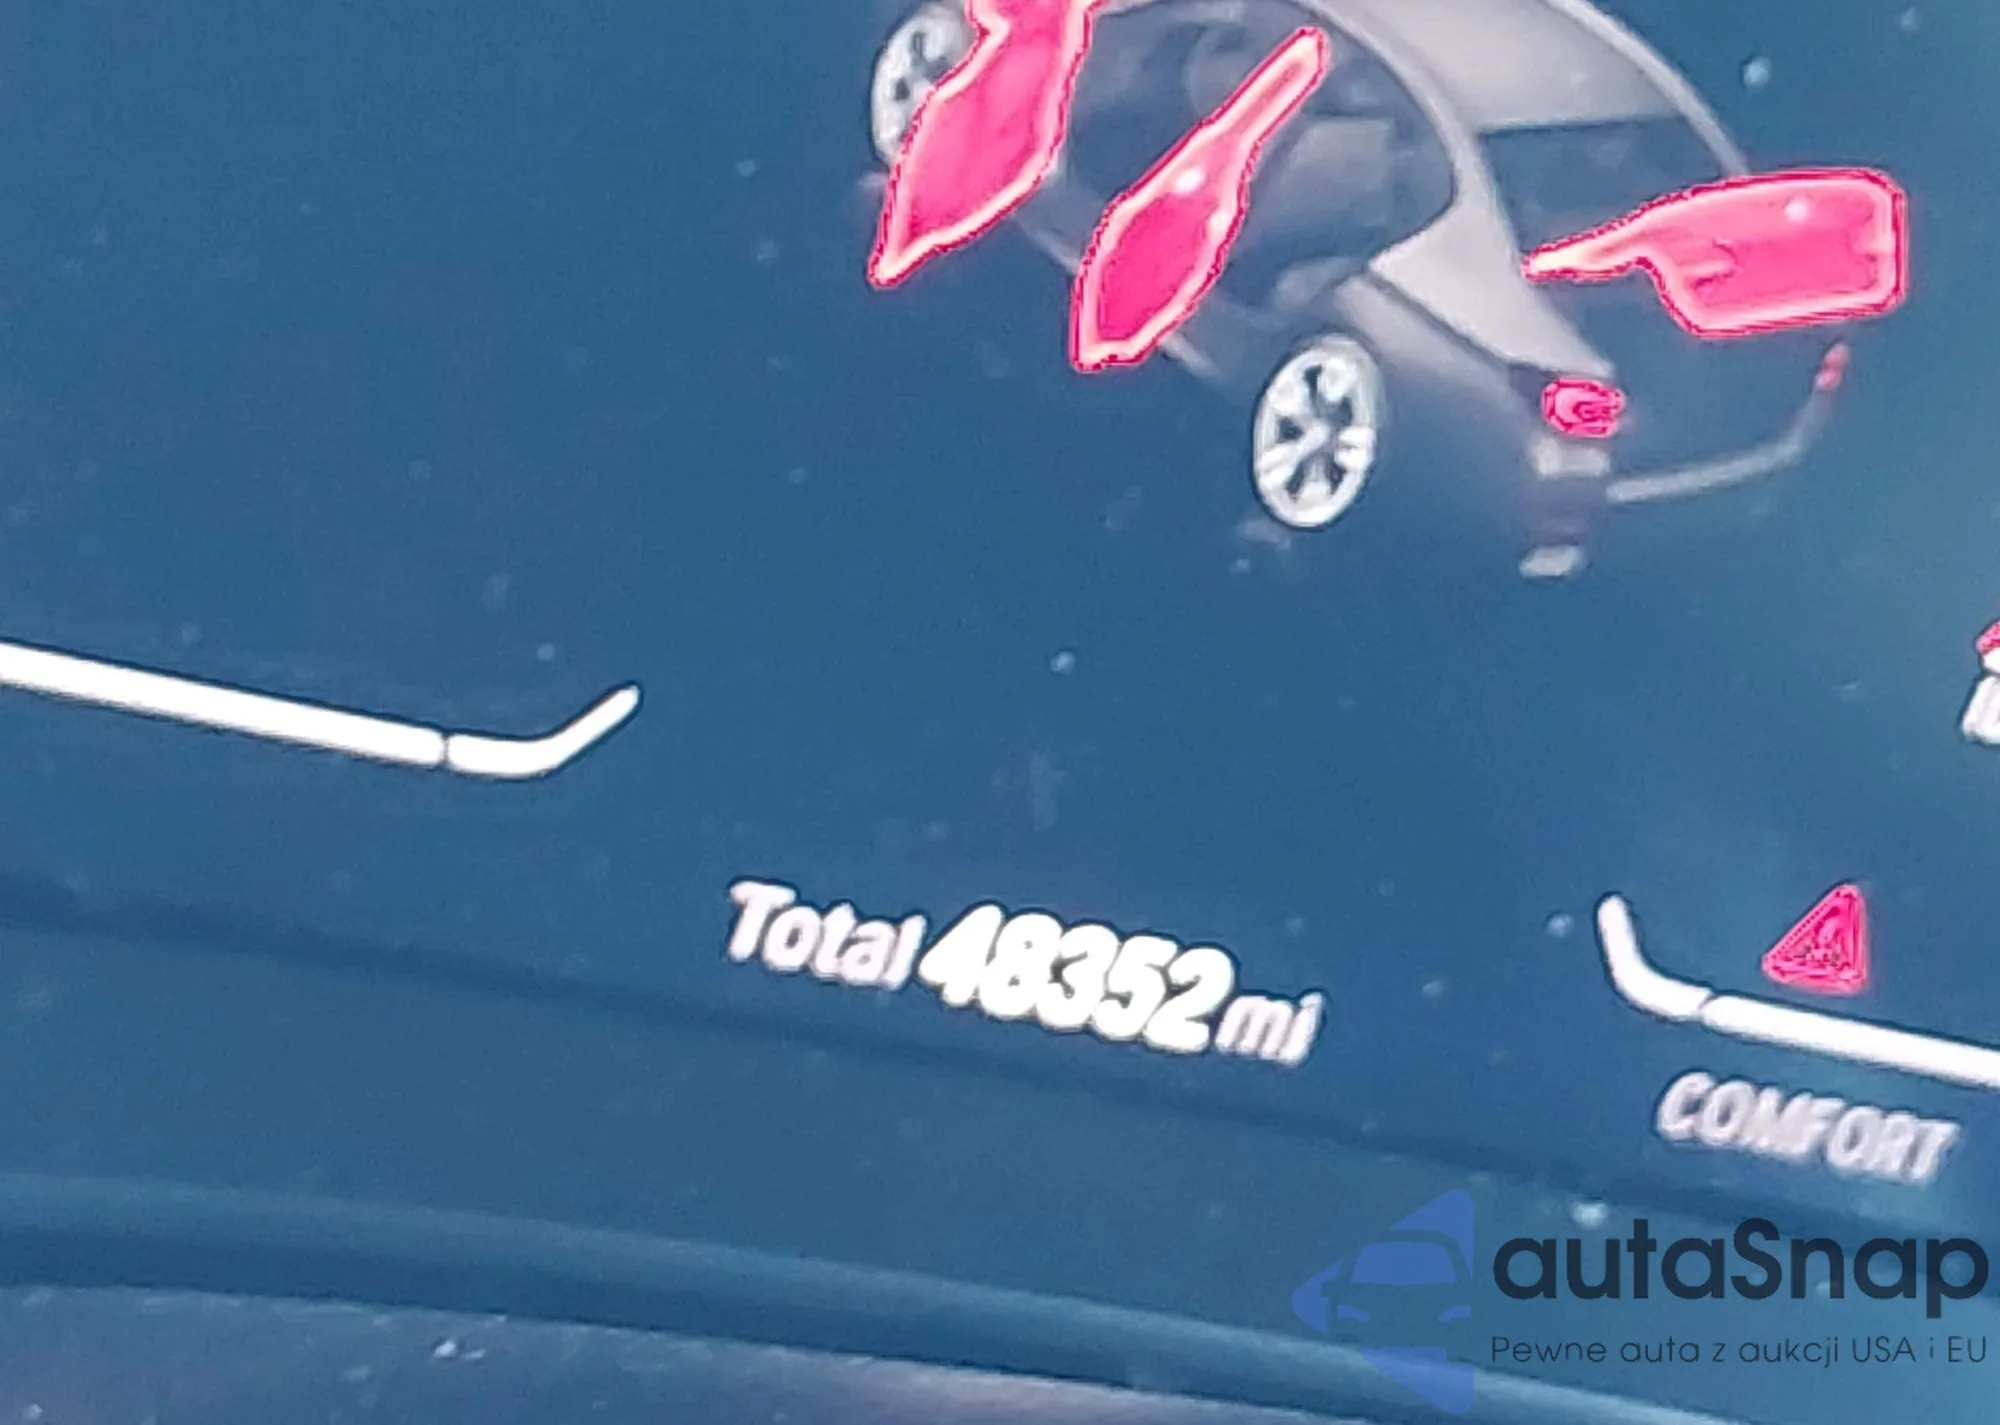 Total 48352 mi
COMFORT
autaSnap
Pewne auta z aukcji USA i EU